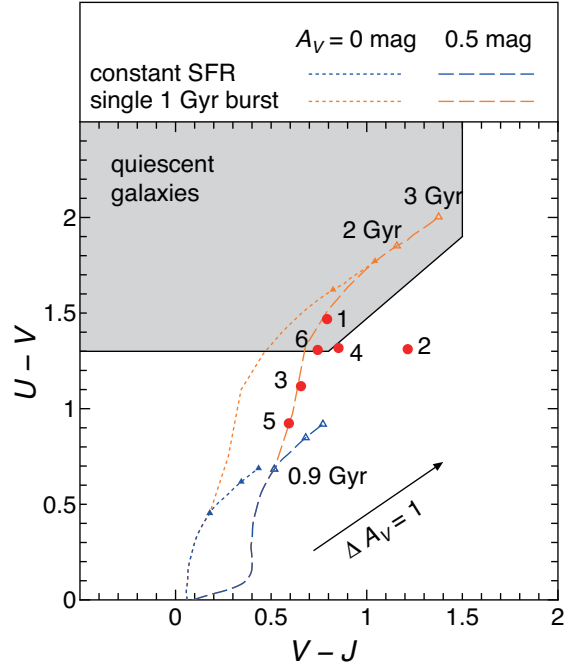 A_V = 0 mag 0.5 mag
constant SFR
single 1 Gyr burst
quiescent
galaxies
3 Gyr
2 Gyr
1
6
4
2
3
5
0.9 Gyr
Δ A_V = 1
2
1.5
1
0.5
0
U – V
0 0.5 1 1.5 2
V – J